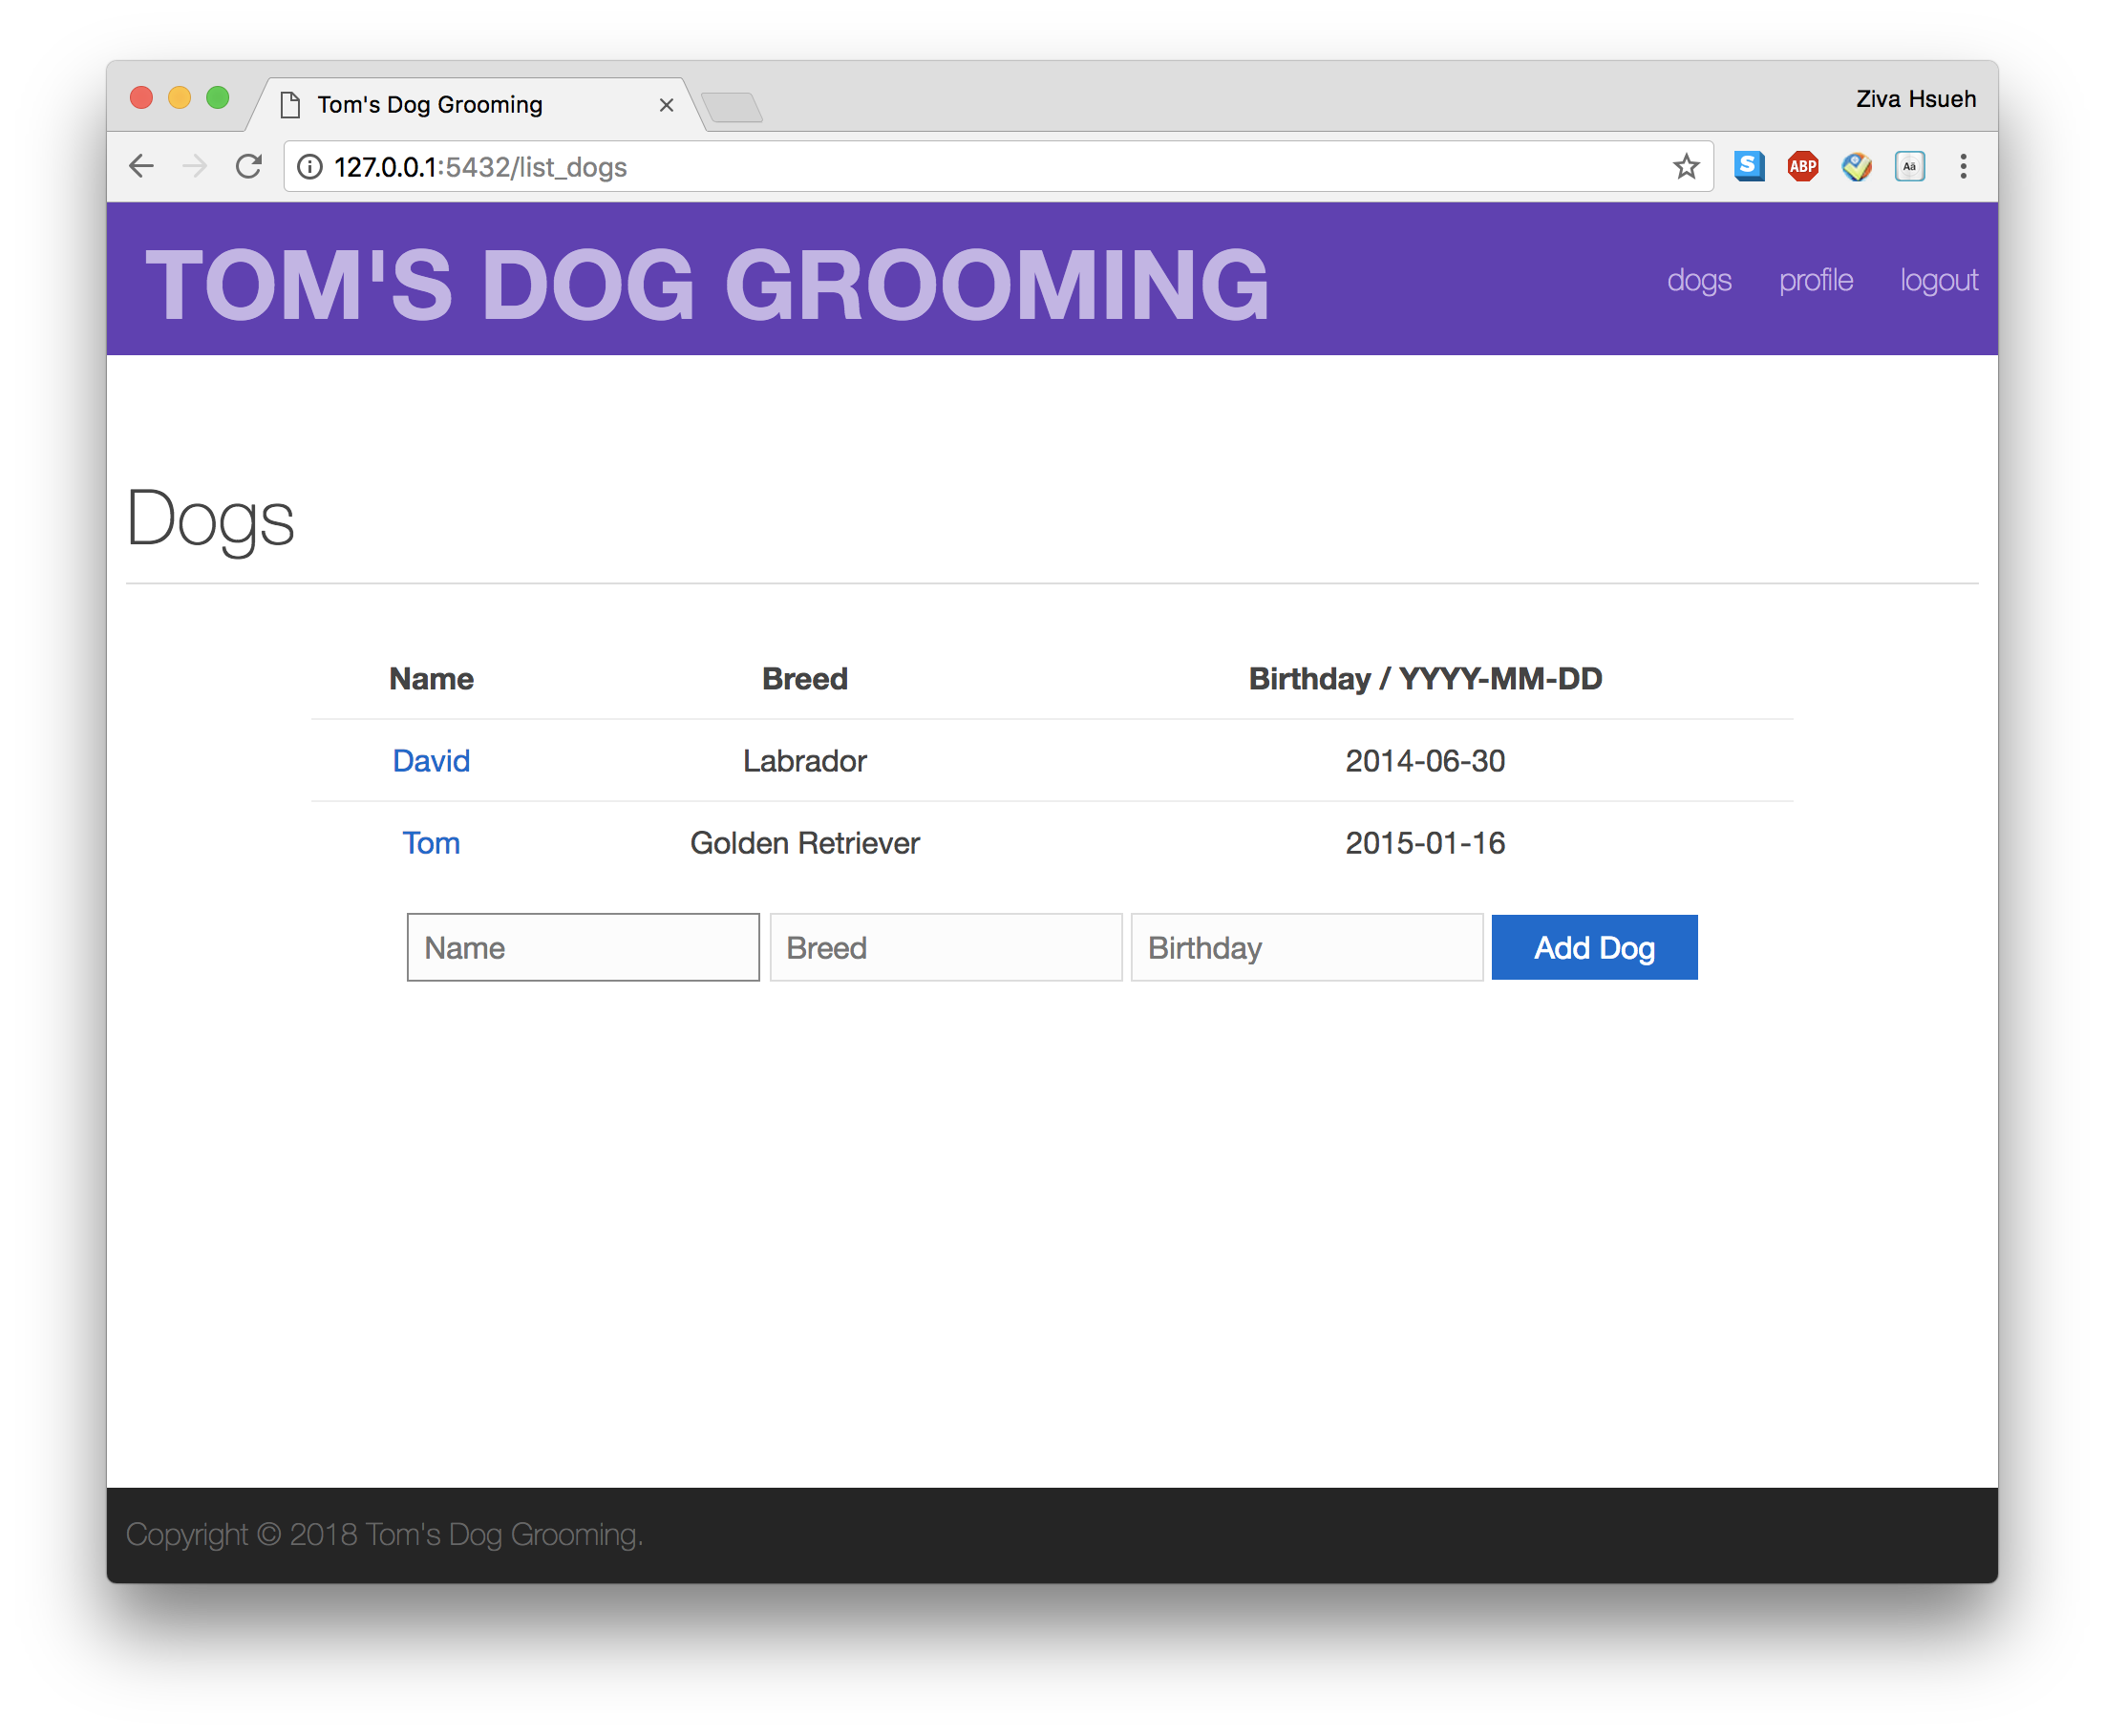 Tom's Dog Grooming
Ziva Hsueh
127.0.0.1:5432/list_dogs
S
ABP
Aä
TOM'S DOG GROOMING
dogs profile logout
Dogs
Name Breed Birthday / YYYY-MM-DD
David Labrador 2014-06-30
Tom Golden Retriever 2015-01-16
Name Breed Birthday Add Dog
Copyright © 2018 Tom's Dog Grooming.